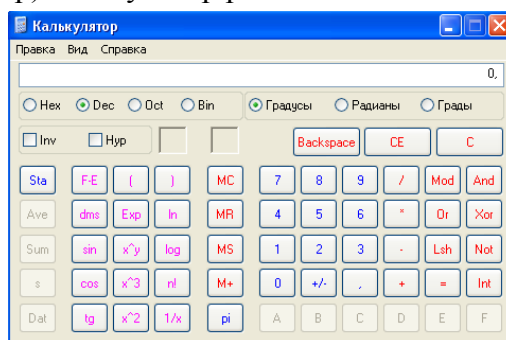 Калькулятор
Правка Вид Справка
0,
Hex Dec Oct Bin Градусы Радианы Грады
Inv Hyp Backspace CE C
Sta F-E ( ) MC 7 8 9 / Mod And
Ave dms Exp ln MR 4 5 6 * Or Xor
Sum sin x^y log MS 1 2 3 - Lsh Not
s cos x^3 n! M+ 0 +/- , + = Int
Dat tg x^2 1/x pi A B C D E F